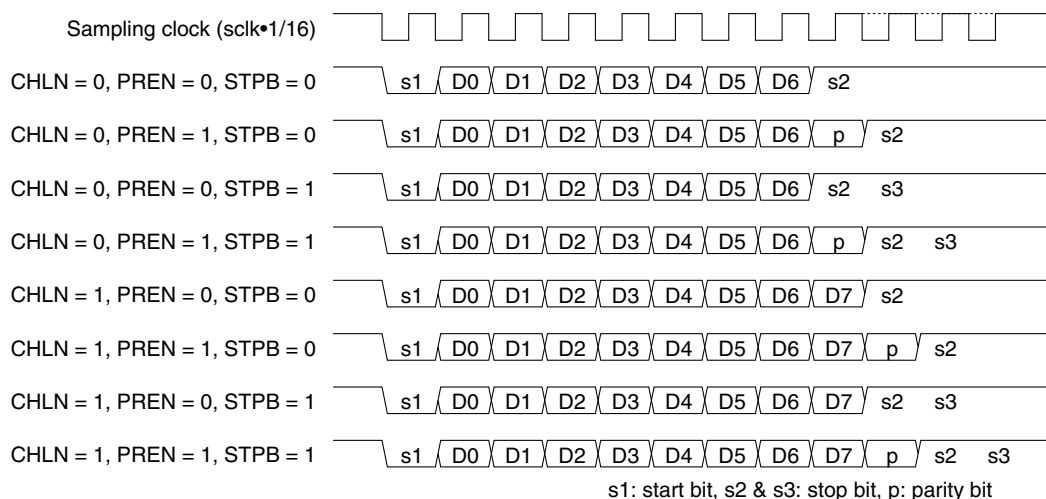 Sampling clock (sclk•1/16)
CHLN = 0, PREN = 0, STPB = 0 s1 D0 D1 D2 D3 D4 D5 D6 s2
CHLN = 0, PREN = 1, STPB = 0 s1 D0 D1 D2 D3 D4 D5 D6 p s2
CHLN = 0, PREN = 0, STPB = 1 s1 D0 D1 D2 D3 D4 D5 D6 s2 s3
CHLN = 0, PREN = 1, STPB = 1 s1 D0 D1 D2 D3 D4 D5 D6 p s2 s3
CHLN = 1, PREN = 0, STPB = 0 s1 D0 D1 D2 D3 D4 D5 D6 D7 s2
CHLN = 1, PREN = 1, STPB = 0 s1 D0 D1 D2 D3 D4 D5 D6 D7 p s2
CHLN = 1, PREN = 0, STPB = 1 s1 D0 D1 D2 D3 D4 D5 D6 D7 s2 s3
CHLN = 1, PREN = 1, STPB = 1 s1 D0 D1 D2 D3 D4 D5 D6 D7 p s2 s3
s1: start bit, s2 & s3: stop bit, p: parity bit